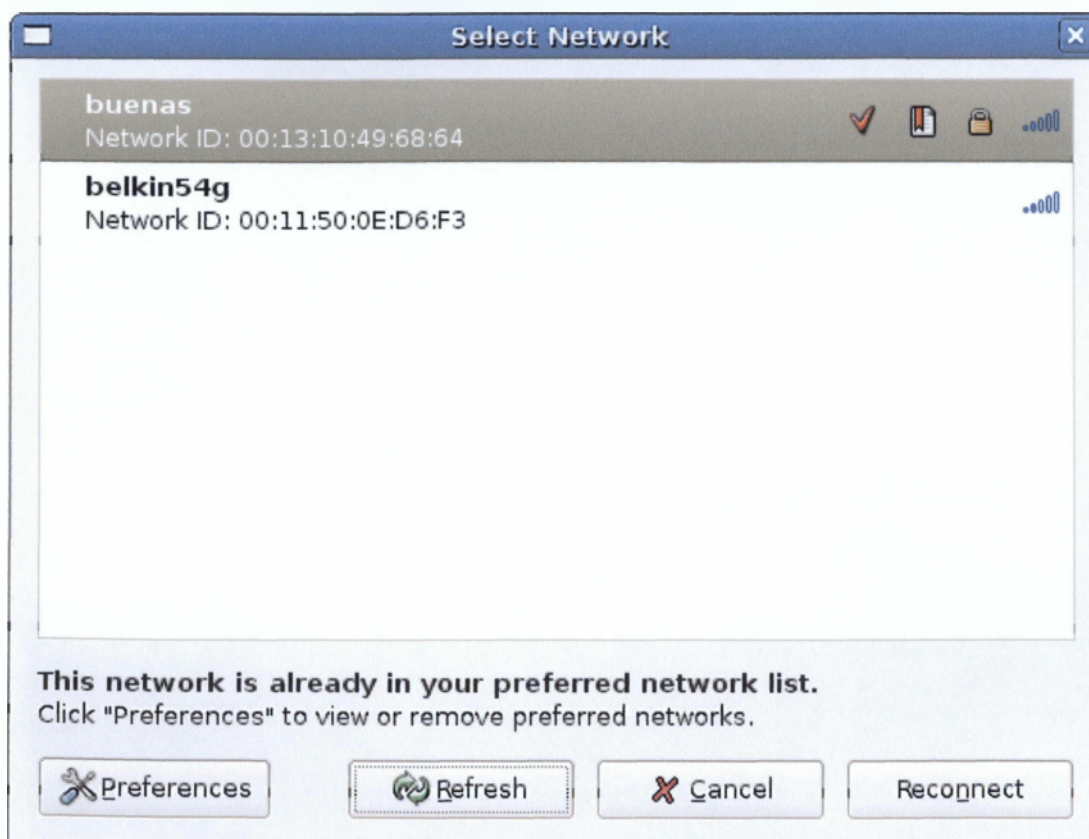 Select Network
buenas
Network ID: 00:13:10:49:68:64
belkin54g
Network ID: 00:11:50:0E:D6:F3
This network is already in your preferred network list.
Click "Preferences" to view or remove preferred networks.
Preferences
Refresh
Cancel
Reconnect